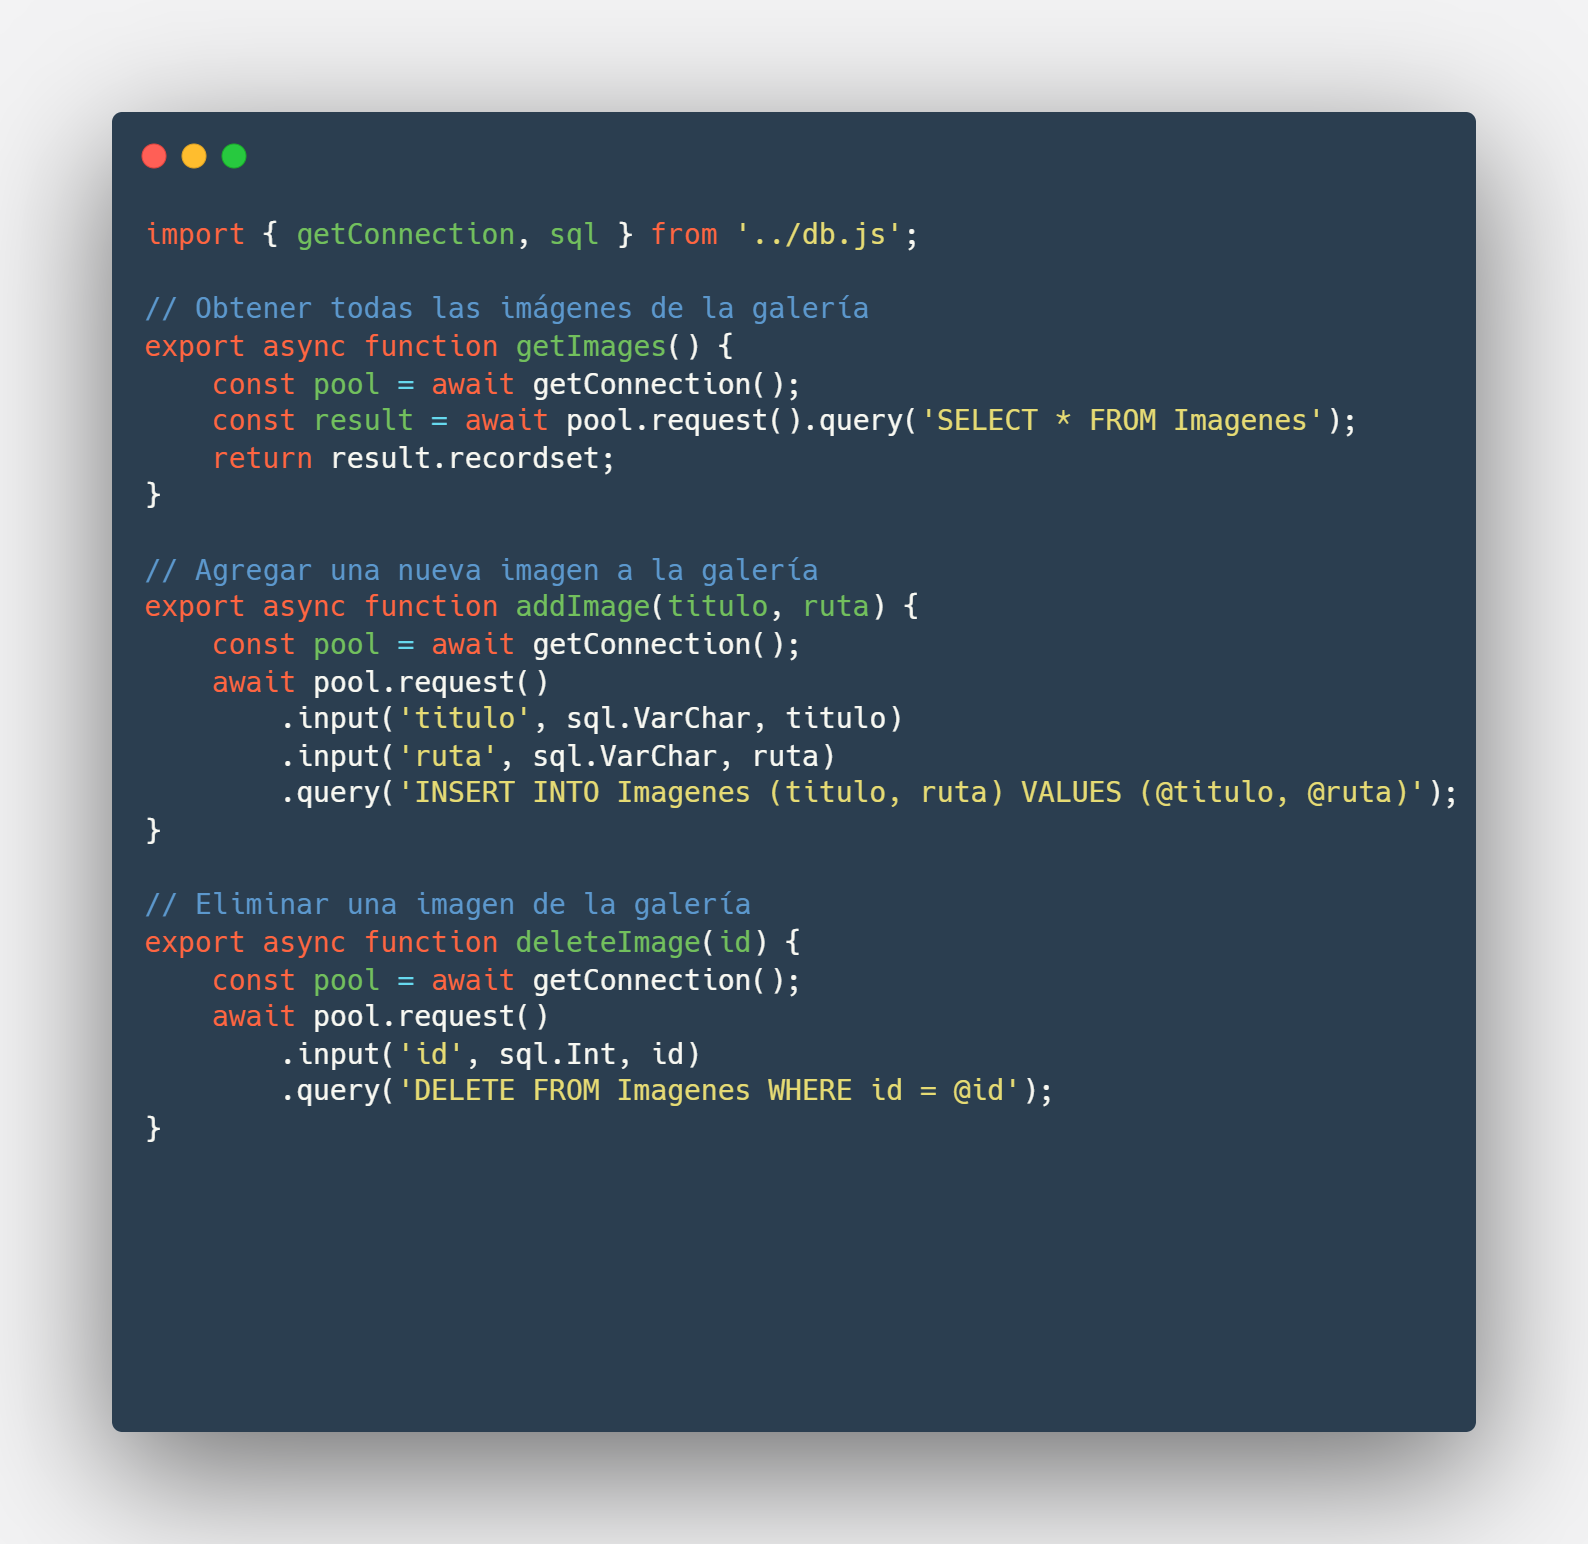 import { getConnection, sql } from '../db.js';

// Obtener todas las imágenes de la galería
export async function getImages() {
    const pool = await getConnection();
    const result = await pool.request().query('SELECT * FROM Imagenes');
    return result.recordset;
}

// Agregar una nueva imagen a la galería
export async function addImage(titulo, ruta) {
    const pool = await getConnection();
    await pool.request()
        .input('titulo', sql.VarChar, titulo)
        .input('ruta', sql.VarChar, ruta)
        .query('INSERT INTO Imagenes (titulo, ruta) VALUES (@titulo, @ruta)');
}

// Eliminar una imagen de la galería
export async function deleteImage(id) {
    const pool = await getConnection();
    await pool.request()
        .input('id', sql.Int, id)
        .query('DELETE FROM Imagenes WHERE id = @id');
}